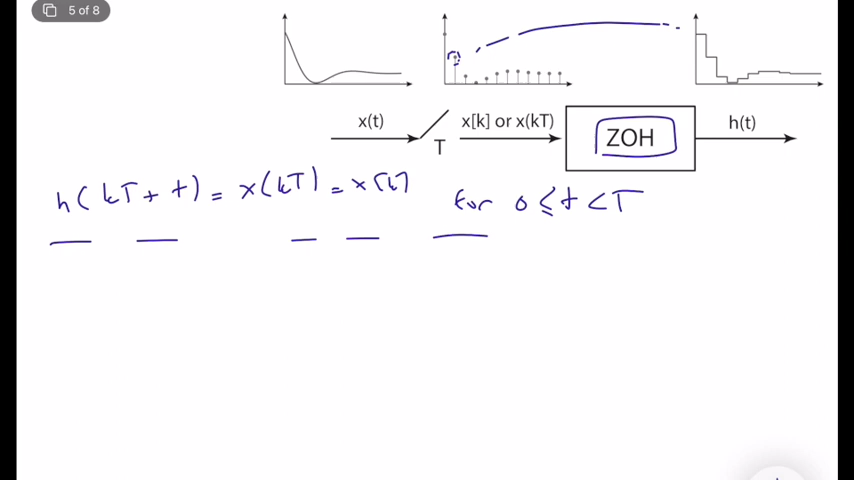 5 of 8
x(t)
T
x[k] or x(kT)
ZOH
h(t)
h(kT + t) = x(kT) = x[k] for 0 ≤ t < T